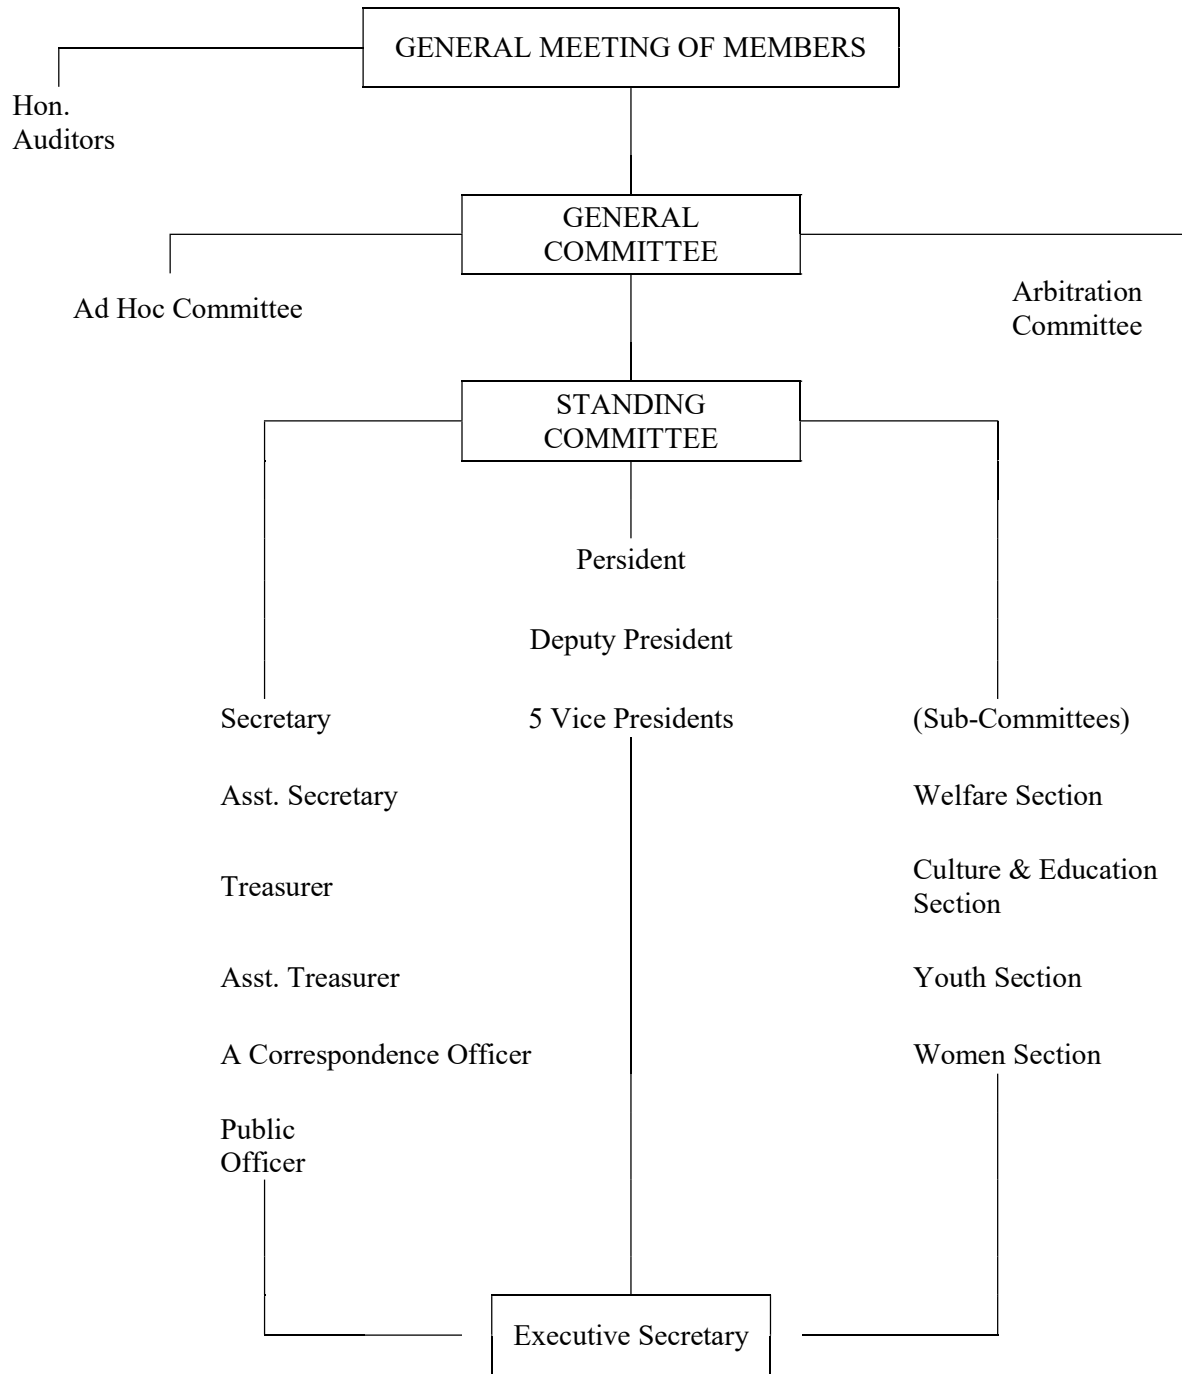 GENERAL MEETING OF MEMBERS
Hon.
Auditors
GENERAL
COMMITTEE
Ad Hoc Committee
Arbitration
Committee
STANDING
COMMITTEE
Persident
Deputy President
Secretary
5 Vice Presidents
(Sub-Committees)
Asst. Secretary
Welfare Section
Treasurer
Culture & Education
Section
Asst. Treasurer
Youth Section
A Correspondence Officer
Women Section
Public
Officer
Executive Secretary